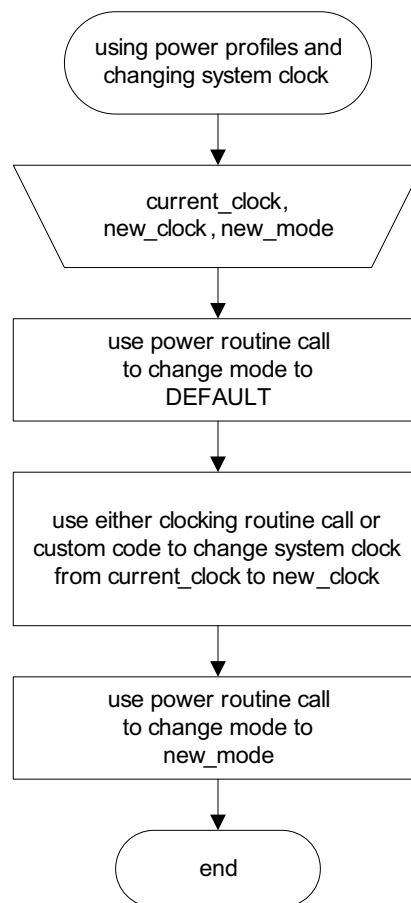 using power profiles and
changing system clock
current_clock,
new_clock, new_mode
use power routine call
to change mode to
DEFAULT
use either clocking routine call or
custom code to change system clock
from current_clock to new_clock
use power routine call
to change mode to
new_mode
end